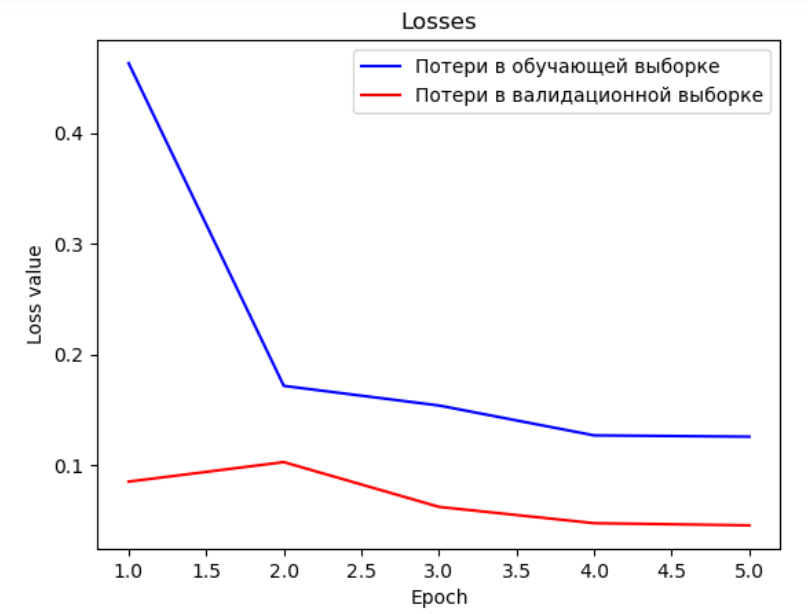 Losses
Потери в обучающей выборке
Потери в валидационной выборке
Loss value
0.4
0.3
0.2
0.1
1.0 1.5 2.0 2.5 3.0 3.5 4.0 4.5 5.0
Epoch